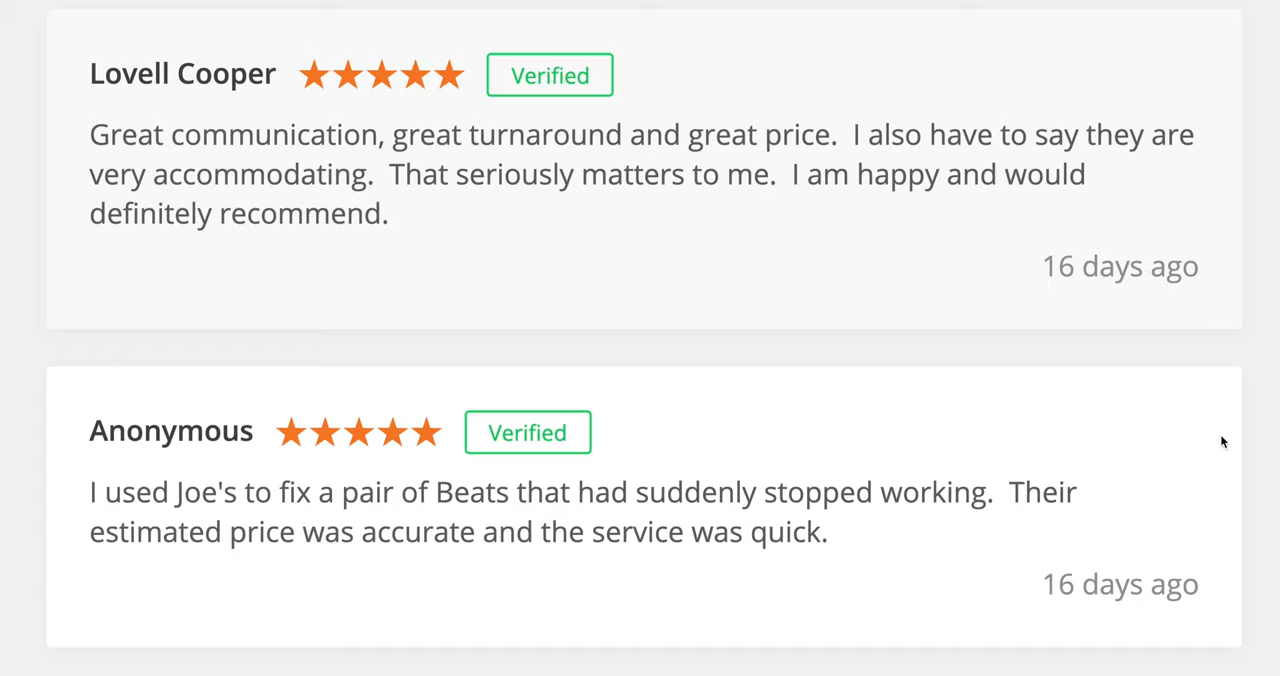 Lovell Cooper Verified
Great communication, great turnaround and great price.  I also have to say they are
very accommodating.  That seriously matters to me.  I am happy and would
definitely recommend.
16 days ago
Anonymous Verified
I used Joe's to fix a pair of Beats that had suddenly stopped working.  Their
estimated price was accurate and the service was quick.
16 days ago